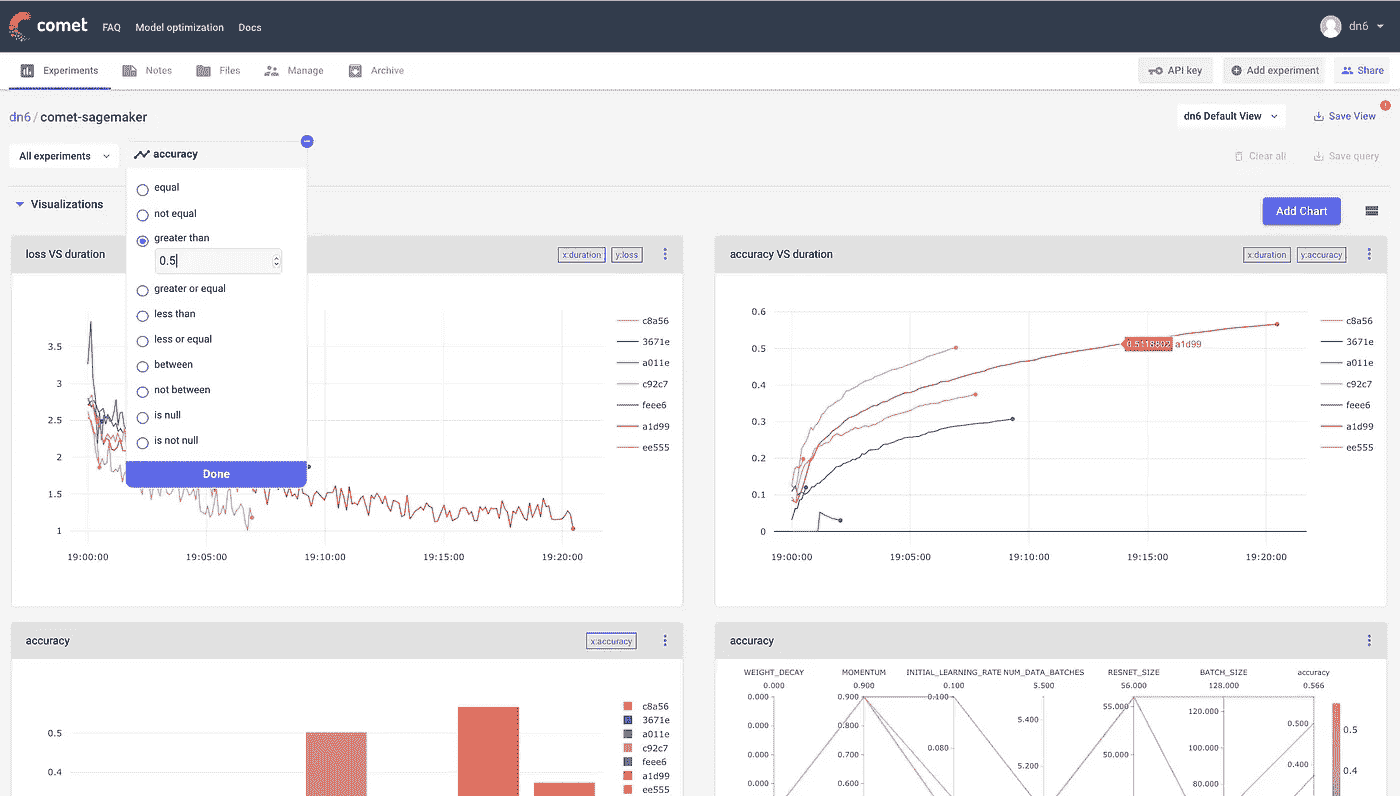 comet FAQ Model optimization Docs dn6
Experiments Notes Files Manage Archive API key Add experiment Share
dn6 / comet-sagemaker dn6 Default View Save View
All experiments Clear all Save query
accuracy
equal
not equal
greater than
0.5
greater or equal
less than
less or equal
between
not between
is null
is not null
Done
Visualizations Add Chart
loss VS duration x:duration y:loss
3.5
3
2.5
2
1.5
1
19:00:00 19:05:00 19:10:00 19:15:00 19:20:00
c8a56
3671e
a011e
c92c7
feee6
a1d99
ee555
accuracy VS duration x:duration y:accuracy
0.6
0.5
0.4
0.3
0.2
0.1
0
0.5118802 a1d99
19:00:00 19:05:00 19:10:00 19:15:00 19:20:00
c8a56
3671e
a011e
c92c7
feee6
a1d99
ee555
accuracy x:accuracy
0.5
0.4
c8a56
3671e
a011e
c92c7
feee6
a1d99
ee555
accuracy
WEIGHT_DECAY MOMENTUM INITIAL_LEARNING_RATE NUM_DATA_BATCHES RESNET_SIZE BATCH_SIZE accuracy
0.000 0.900 0.100 5.500 56.000 128.000 0.566
0.000 0.900 0.100 55.000 120.000 0.500 0.5
0.000 0.800 5.400
0.000 0.700 0.080 50.000 100.000 0.400 0.4
0.000 0.600 5.200 80.000